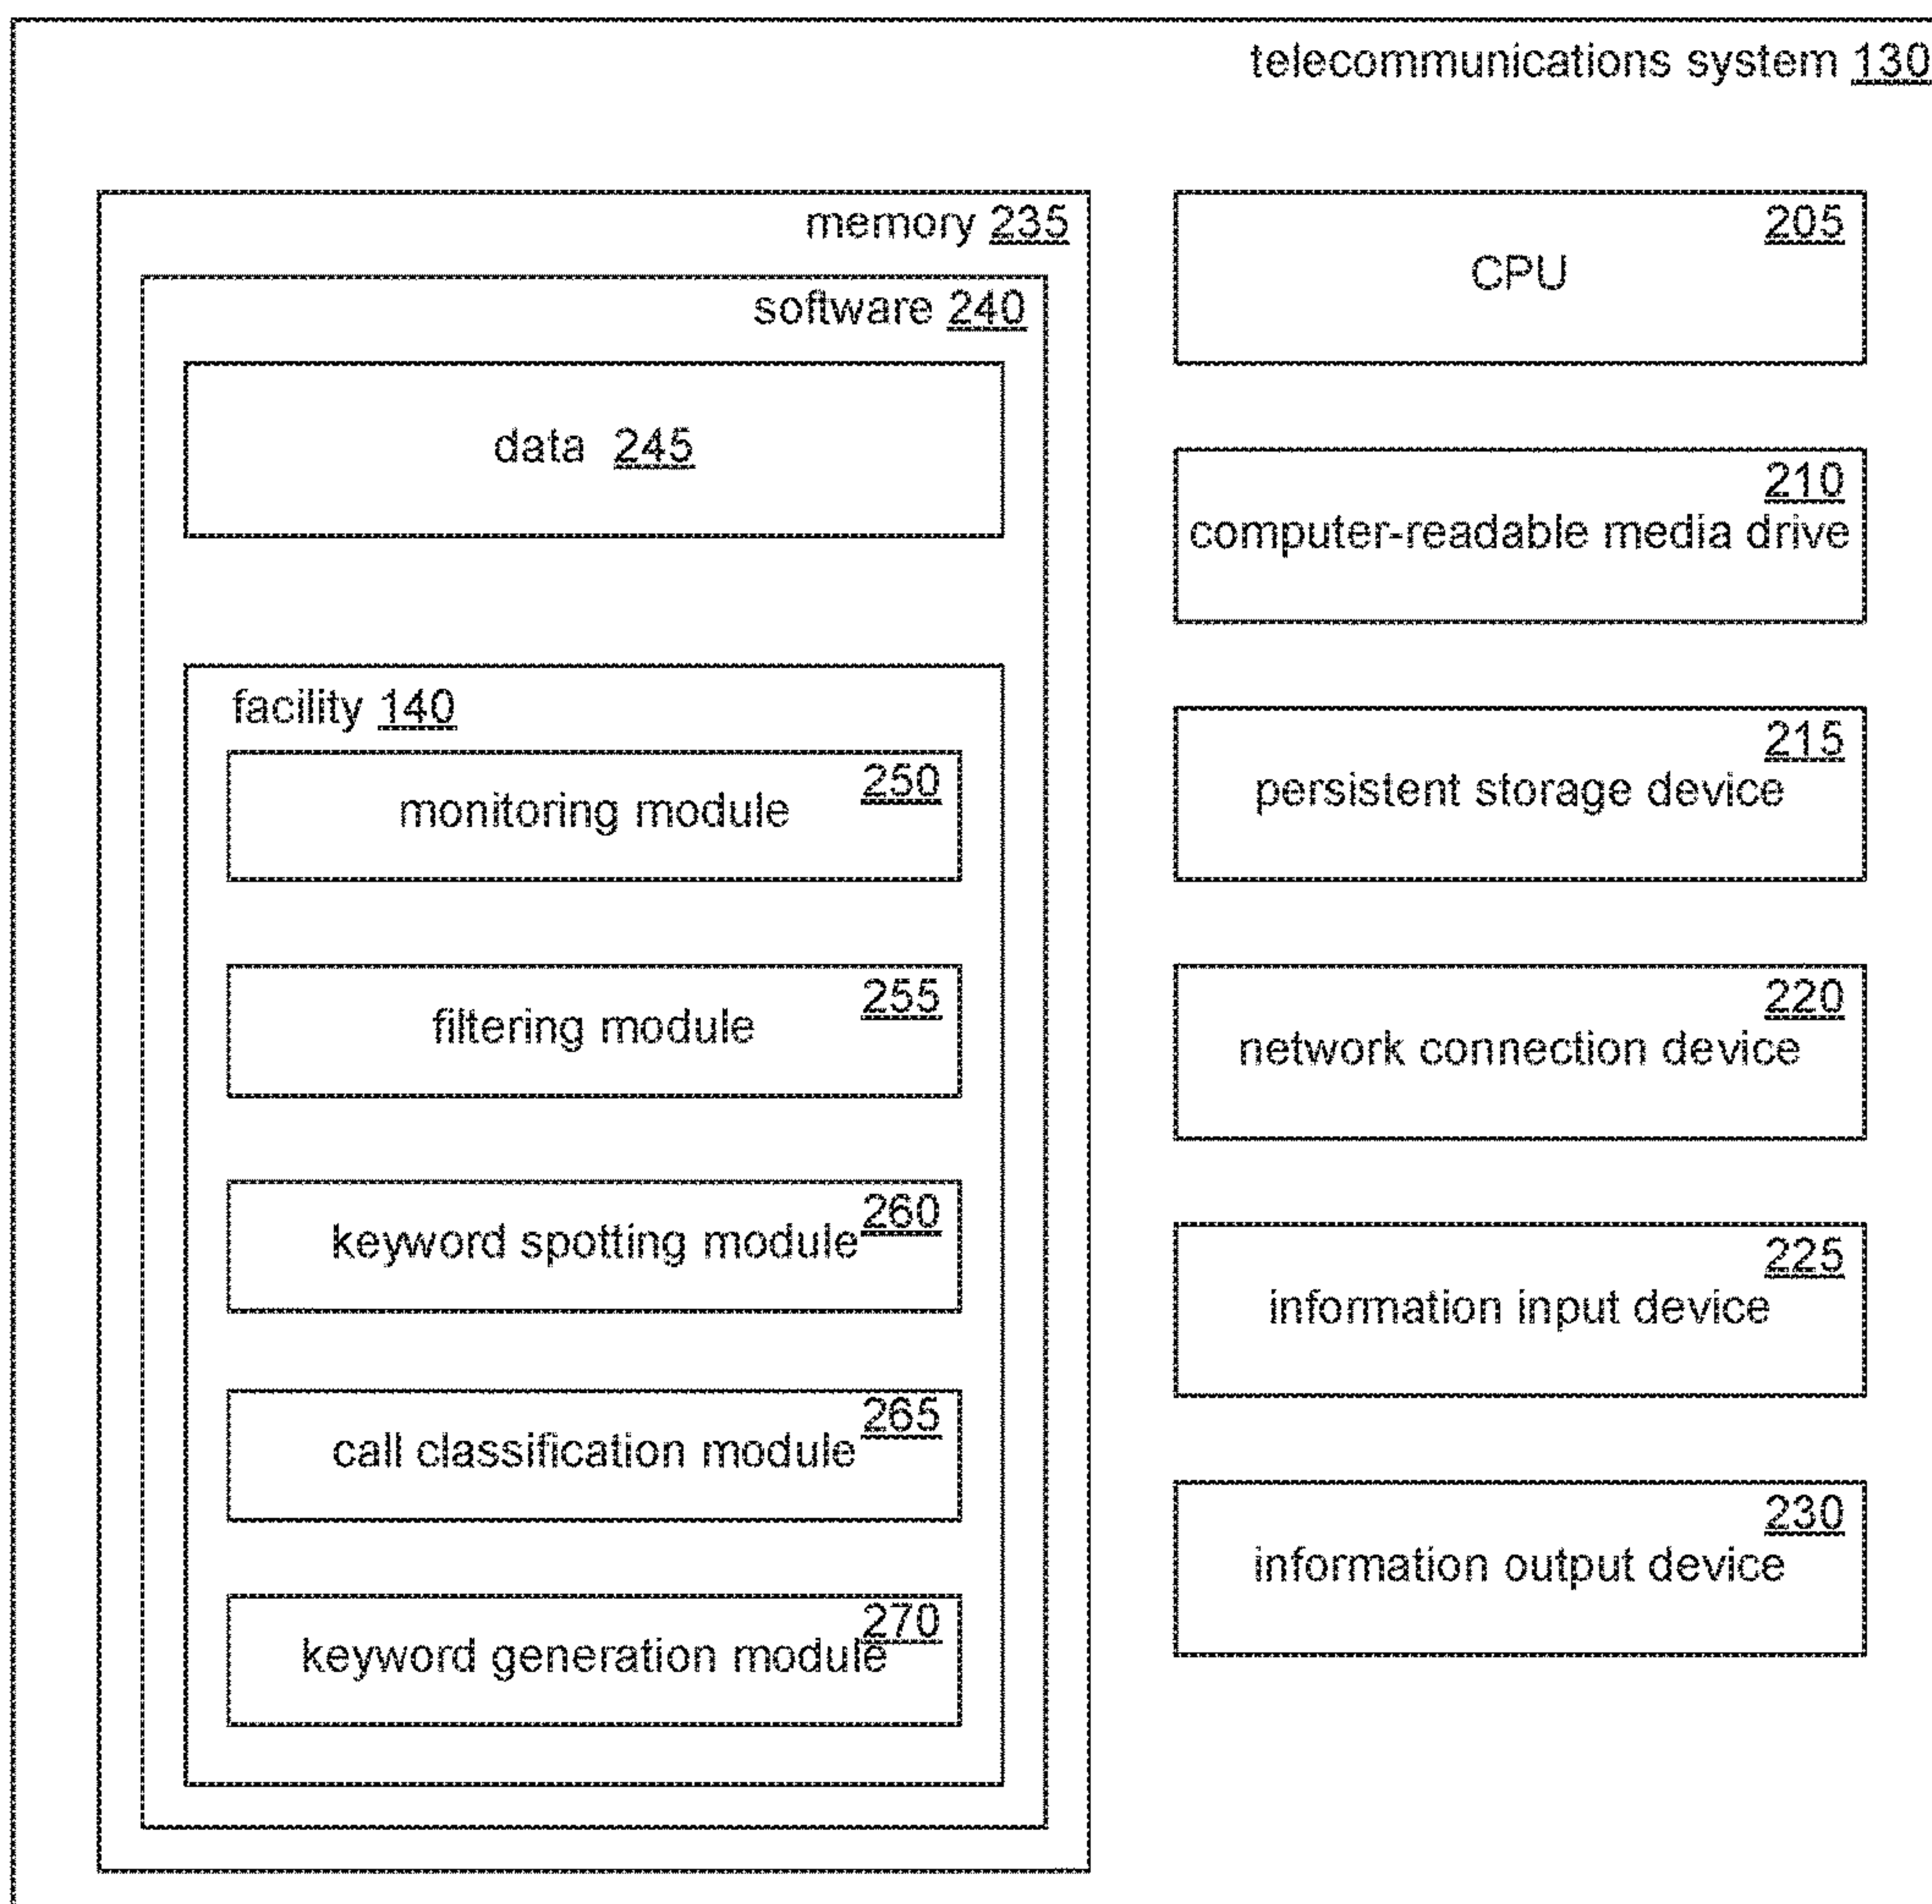 telecommunications system 130
memory 235
software 240
data 245
facility 140
250
monitoring module
255
filtering module
260
keyword spotting module
265
call classification module
270
keyword generation module
205
CPU
210
computer-readable media drive
215
persistent storage device
220
network connection device
225
information input device
230
information output device